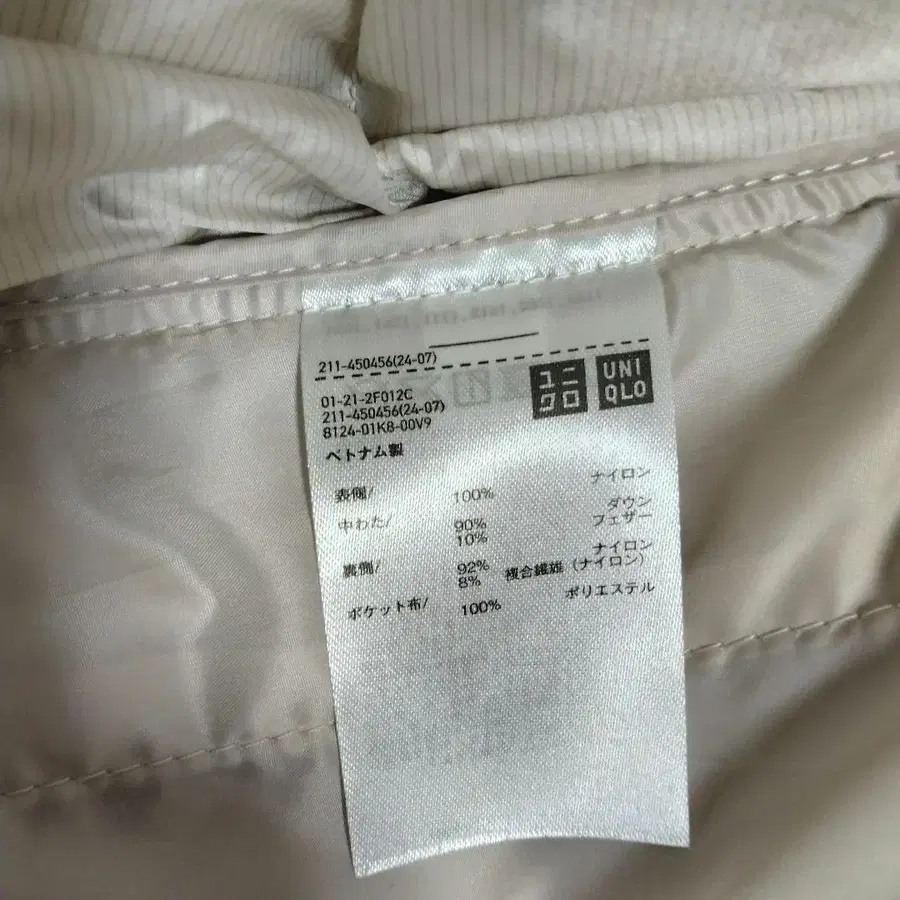 211-450456(24-07)
01-21-2F012C
211-450456(24-07)
8124-01K8-00V9
ユニクロ
UNIQLO
ベトナム製
表側/ 100% ナイロン
中わた/ 90% ダウン
10% フェザー
裏側/ 92% ナイロン
8% 複合繊維(ナイロン)
ポケット布/ 100% ポリエステル